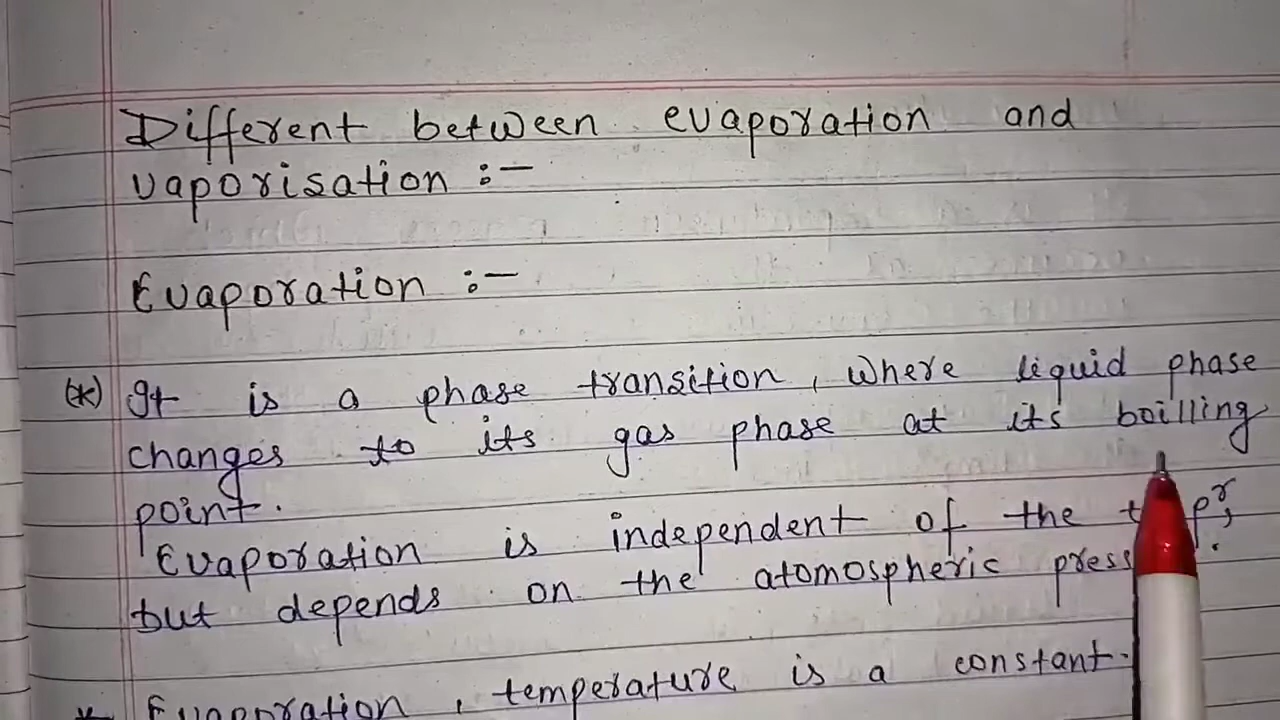 Different between evaporation and
vaporisation :-
Evaporation :-
(*) It is a phase transition, where liquid phase
changes to its gas phase at its boilling
point.
Evaporation is independent of the
but depends on the atomospheric
* Evaporation, temperature is a constant.